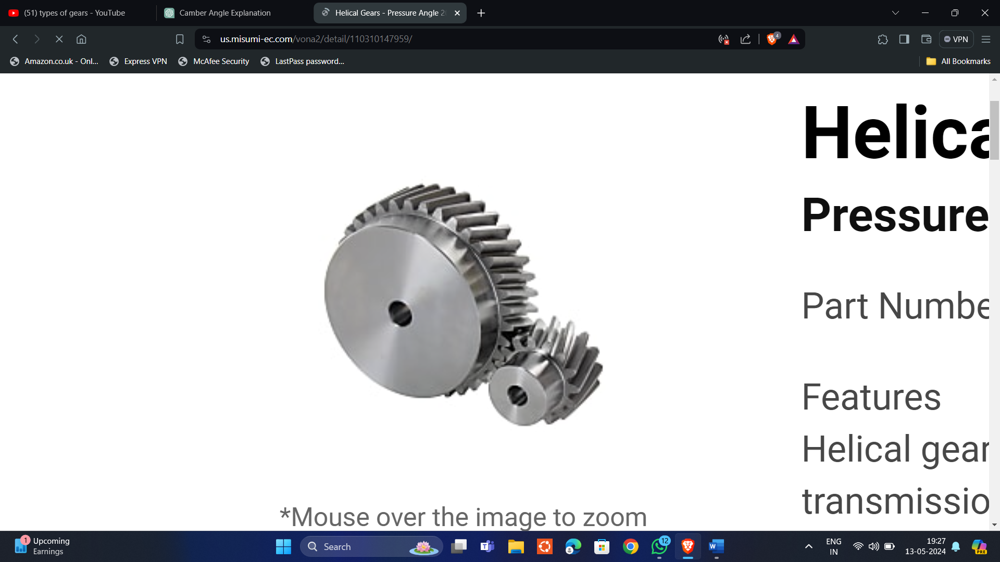 (51) types of gears - YouTube
Camber Angle Explanation
Helical Gears - Pressure Angle 2
us.misumi-ec.com/vona2/detail/110310147959/
4
VPN
Amazon.co.uk - Onl...
Express VPN
McAfee Security
LastPass password...
All Bookmarks
Helica
Pressure
Part Numbe
Features
Helical gear
transmissio
*Mouse over the image to zoom
1
Upcoming
Earnings
Search
12
ENG
IN
19:27
13-05-2024
PRE